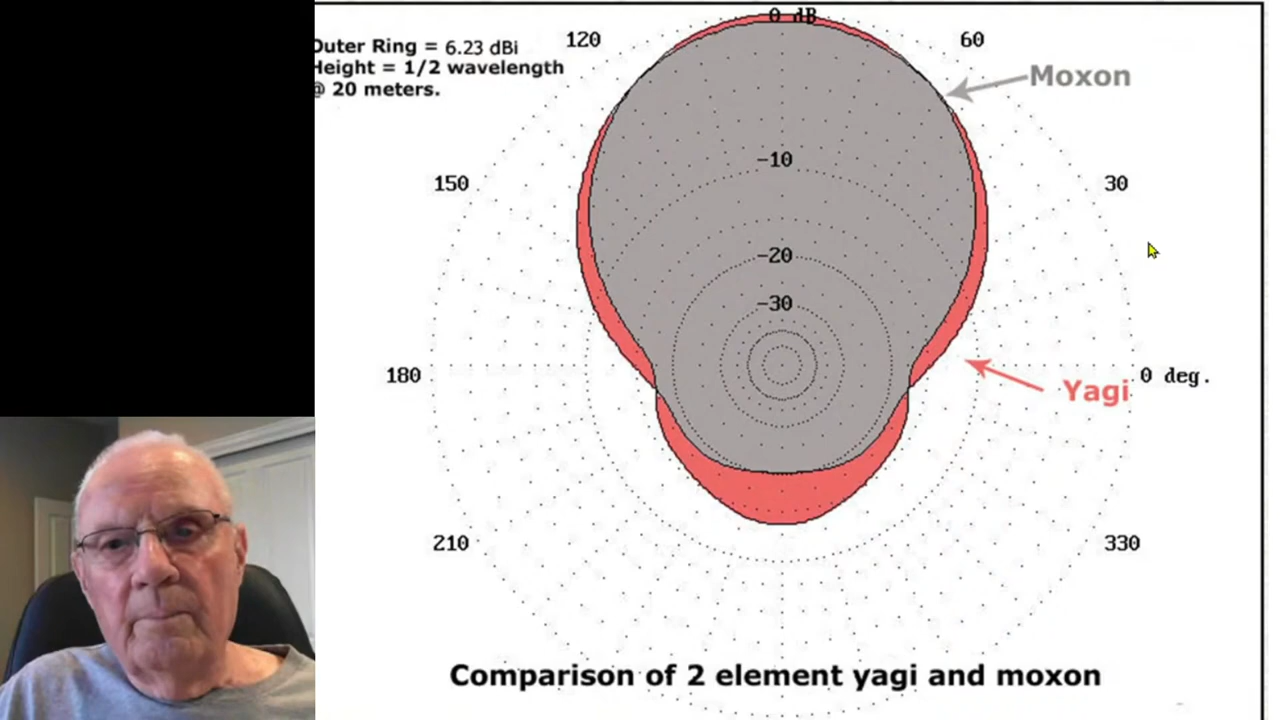 0 dB
120
60
Outer Ring = 6.23 dBi
Height = 1/2 wavelength
@ 20 meters.
Moxon
-10
150
30
-20
-30
180
0 deg.
Yagi
210
330
Comparison of 2 element yagi and moxon